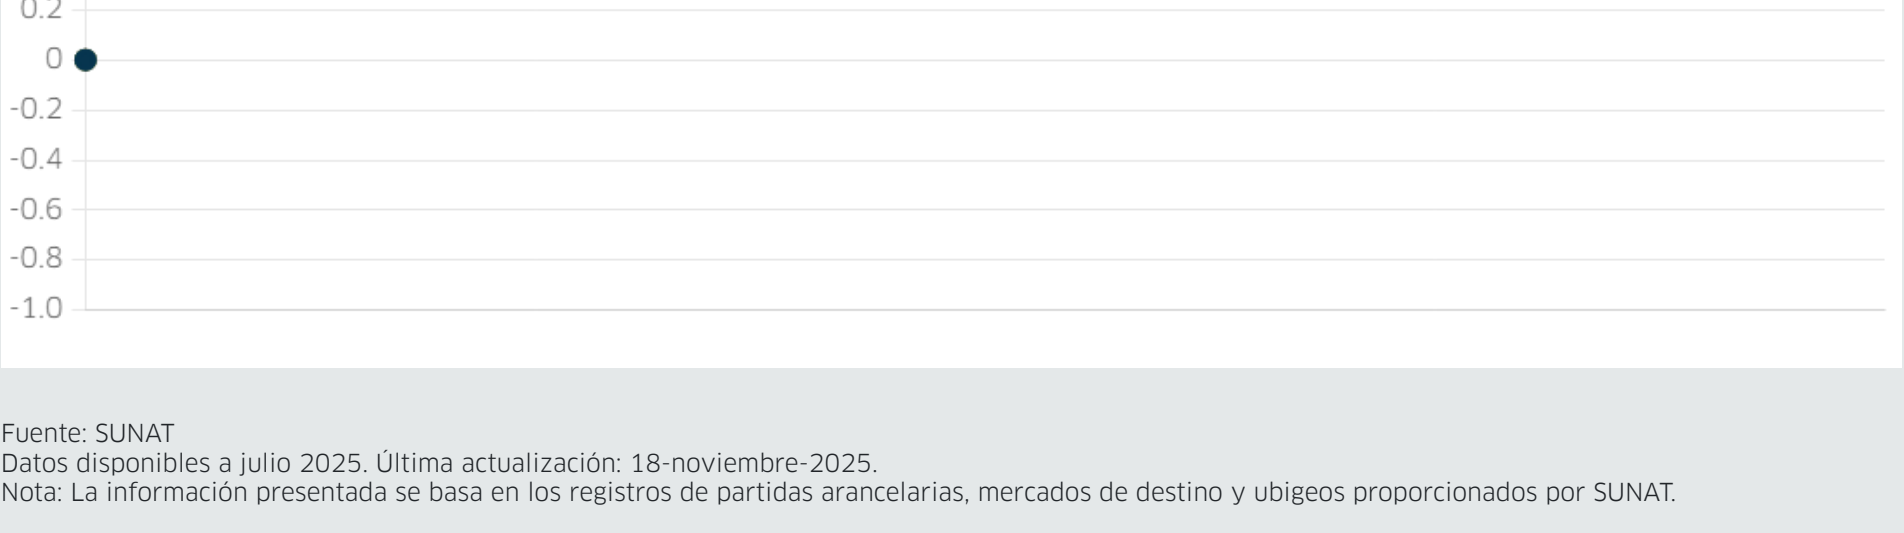 0.2
0
-0.2
-0.4
-0.6
-0.8
-1.0
Fuente: SUNAT
Datos disponibles a julio 2025. Última actualización: 18-noviembre-2025.
Nota: La información presentada se basa en los registros de partidas arancelarias, mercados de destino y ubigeos proporcionados por SUNAT.